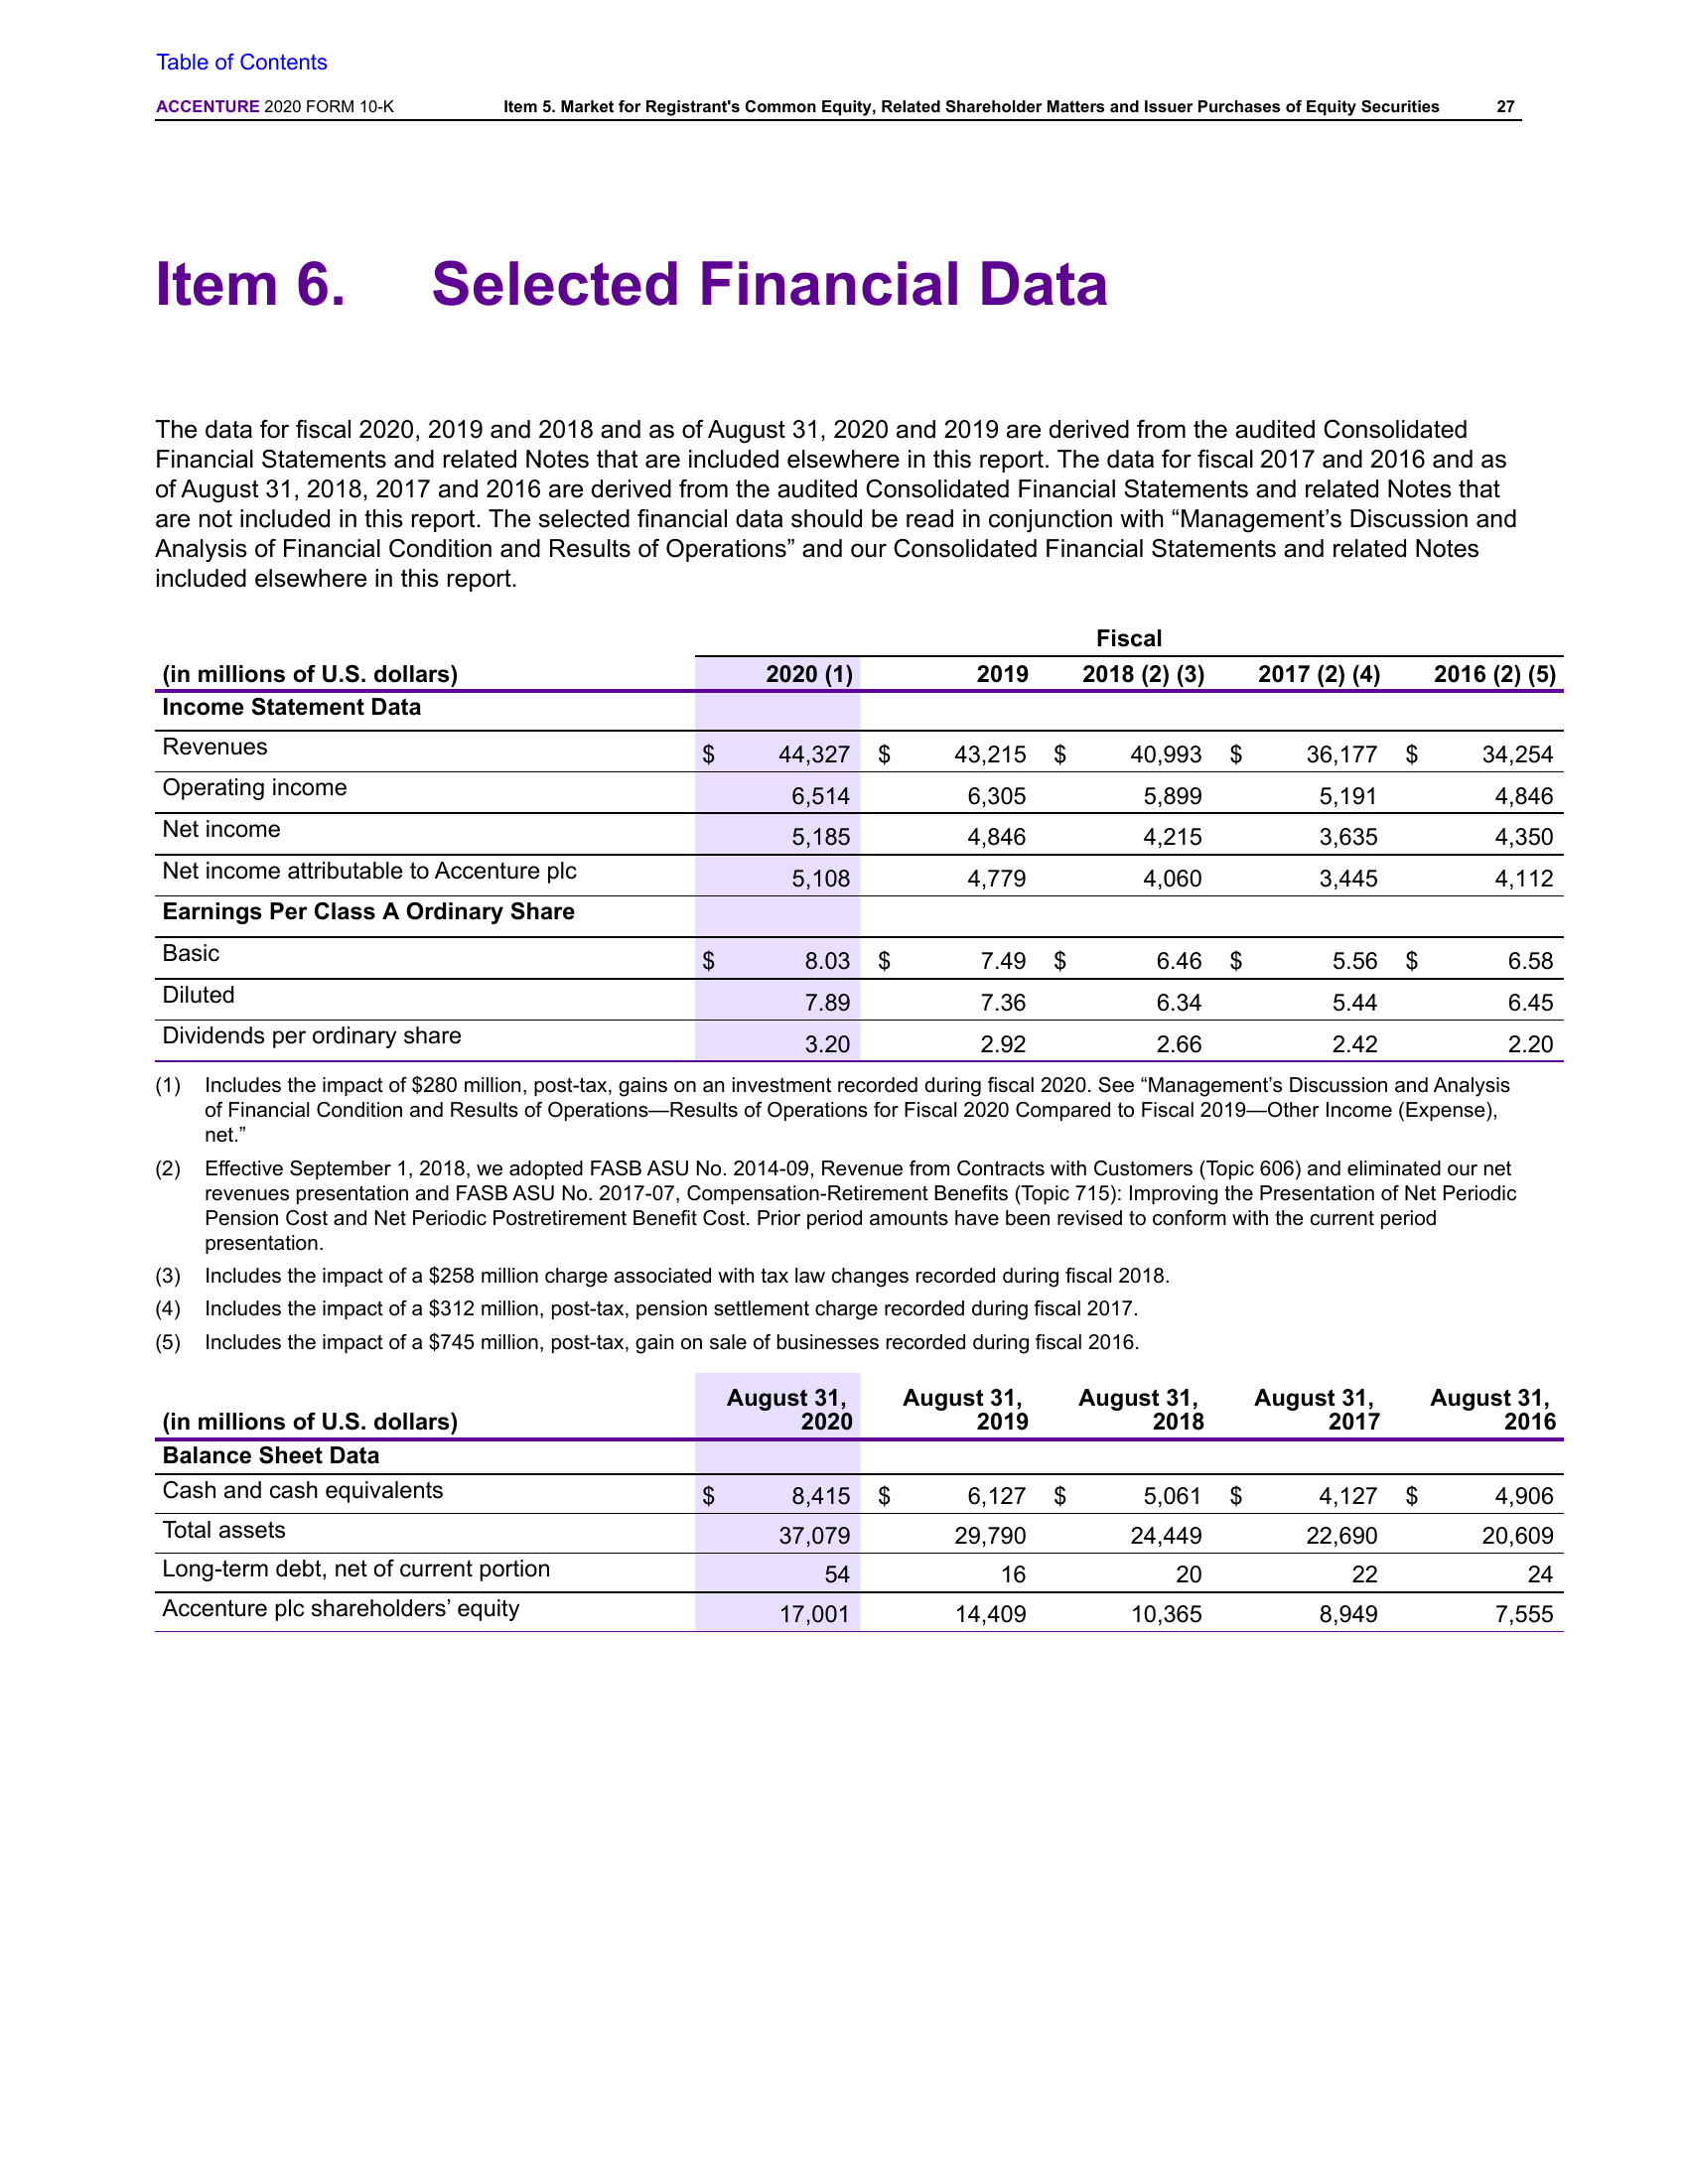 Table of Contents
ACCENTURE 2020 FORM 10-K Item 5. Market for Registrant's Common Equity, Related Shareholder Matters and Issuer Purchases of Equity Securities 27
Item 6. Selected Financial Data
The data for fiscal 2020, 2019 and 2018 and as of August 31, 2020 and 2019 are derived from the audited Consolidated
Financial Statements and related Notes that are included elsewhere in this report. The data for fiscal 2017 and 2016 and as
of August 31, 2018, 2017 and 2016 are derived from the audited Consolidated Financial Statements and related Notes that
are not included in this report. The selected financial data should be read in conjunction with “Management’s Discussion and
Analysis of Financial Condition and Results of Operations” and our Consolidated Financial Statements and related Notes
included elsewhere in this report.
Fiscal
(in millions of U.S. dollars) 2020 (1) 2019 2018 (2) (3) 2017 (2) (4) 2016 (2) (5)
Income Statement Data
Revenues $ 44,327 $ 43,215 $ 40,993 $ 36,177 $ 34,254
Operating income 6,514 6,305 5,899 5,191 4,846
Net income 5,185 4,846 4,215 3,635 4,350
Net income attributable to Accenture plc 5,108 4,779 4,060 3,445 4,112
Earnings Per Class A Ordinary Share
Basic $ 8.03 $ 7.49 $ 6.46 $ 5.56 $ 6.58
Diluted 7.89 7.36 6.34 5.44 6.45
Dividends per ordinary share 3.20 2.92 2.66 2.42 2.20
(1) Includes the impact of $280 million, post-tax, gains on an investment recorded during fiscal 2020. See “Management’s Discussion and Analysis
of Financial Condition and Results of Operations—Results of Operations for Fiscal 2020 Compared to Fiscal 2019—Other Income (Expense),
net.”
(2) Effective September 1, 2018, we adopted FASB ASU No. 2014-09, Revenue from Contracts with Customers (Topic 606) and eliminated our net
revenues presentation and FASB ASU No. 2017-07, Compensation-Retirement Benefits (Topic 715): Improving the Presentation of Net Periodic
Pension Cost and Net Periodic Postretirement Benefit Cost. Prior period amounts have been revised to conform with the current period
presentation.
(3) Includes the impact of a $258 million charge associated with tax law changes recorded during fiscal 2018.
(4) Includes the impact of a $312 million, post-tax, pension settlement charge recorded during fiscal 2017.
(5) Includes the impact of a $745 million, post-tax, gain on sale of businesses recorded during fiscal 2016.
August 31, August 31, August 31, August 31, August 31,
(in millions of U.S. dollars) 2020 2019 2018 2017 2016
Balance Sheet Data
Cash and cash equivalents $ 8,415 $ 6,127 $ 5,061 $ 4,127 $ 4,906
Total assets 37,079 29,790 24,449 22,690 20,609
Long-term debt, net of current portion 54 16 20 22 24
Accenture plc shareholders’ equity 17,001 14,409 10,365 8,949 7,555